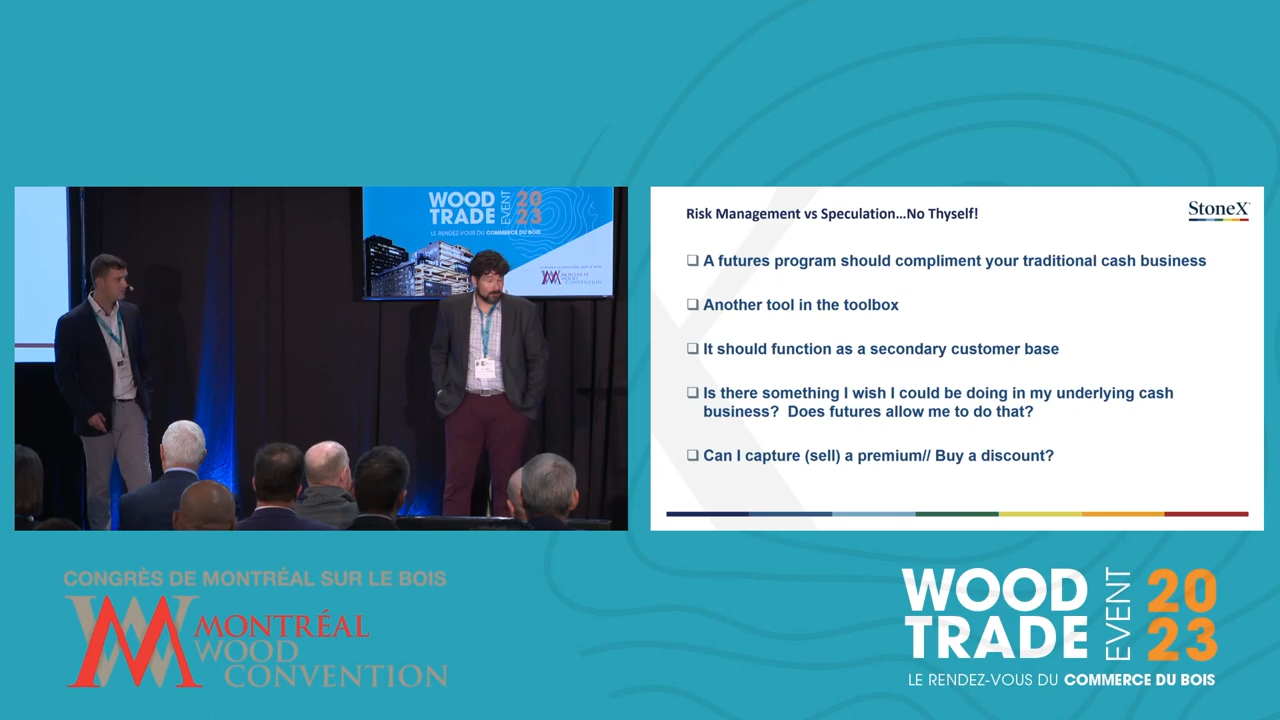 WOOD
TRADE
EVENT
20
23
LE RENDEZ-VOUS DU COMMERCE DU BOIS
MONTRÉAL
WOOD
CONVENTION
Risk Management vs Speculation...No Thyself!
StoneX
❑ A futures program should compliment your traditional cash business
❑ Another tool in the toolbox
❑ It should function as a secondary customer base
❑ Is there something I wish I could be doing in my underlying cash
business? Does futures allow me to do that?
❑ Can I capture (sell) a premium// Buy a discount?
CONGRÈS DE MONTRÉAL SUR LE BOIS
MONTRÉAL
WOOD
CONVENTION
WOOD
TRADE
EVENT
20
23
LE RENDEZ-VOUS DU COMMERCE DU BOIS